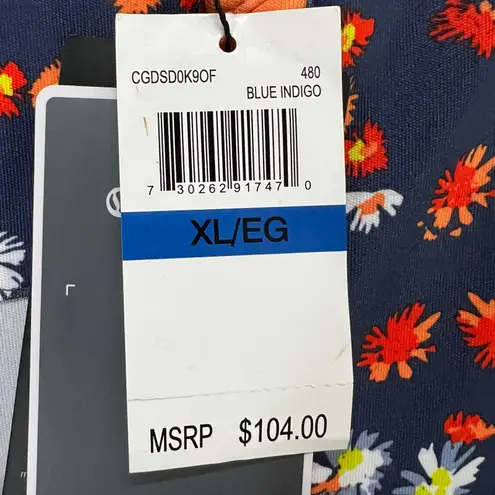 CGDSD0K9OF 480
BLUE INDIGO
7 30262 91747 0
XL/EG
MSRP $104.00